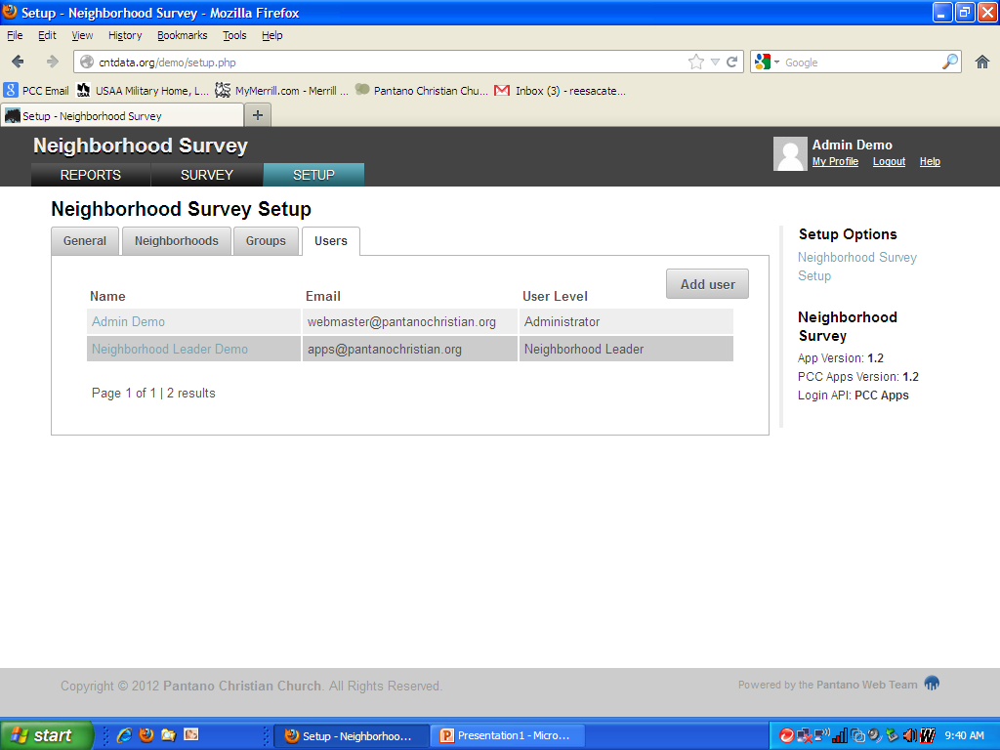 Setup - Neighborhood Survey - Mozilla Firefox
File Edit View History Bookmarks Tools Help
cntdata.org/demo/setup.php
Google
PCC Email USAA Military Home, L... MyMerrill.com - Merrill ... Pantano Christian Chu... Inbox (3) - reesacate...
Setup - Neighborhood Survey
Neighborhood Survey
Admin Demo
My Profile Logout Help
REPORTS SURVEY SETUP
Neighborhood Survey Setup
General Neighborhoods Groups Users
Add user
Name Email User Level
Admin Demo webmaster@pantanochristian.org Administrator
Neighborhood Leader Demo apps@pantanochristian.org Neighborhood Leader
Page 1 of 1 | 2 results
Setup Options
Neighborhood Survey
Setup
Neighborhood
Survey
App Version: 1.2
PCC Apps Version: 1.2
Login API: PCC Apps
Copyright © 2012 Pantano Christian Church. All Rights Reserved.
Powered by the Pantano Web Team
start
Setup - Neighborhoo...
Presentation1 - Micro...
9:40 AM